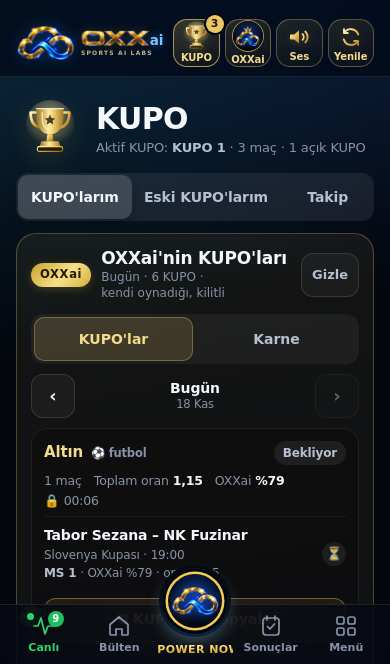 OXX ai
SPORTS AI LABS
3
KUPO
OXXai
Ses
Yenile
KUPO
Aktif KUPO: KUPO 1 · 3 maç · 1 açık KUPO
KUPO'larım
Eski KUPO'larım
Takip
OXXai
OXXai'nin KUPO'ları
Bugün · 6 KUPO ·
kendi oynadığı, kilitli
Gizle
KUPO'lar
Karne
‹
Bugün
18 Kas
›
Altın
futbol
Bekliyor
1 maç Toplam oran 1,15 OXXai %79
00:06
Tabor Sezana – NK Fuzinar
Slovenya Kupası · 19:00
MS 1 · OXXai %79
9
Canlı
Bülten
POWER NOW
Sonuçlar
Menü